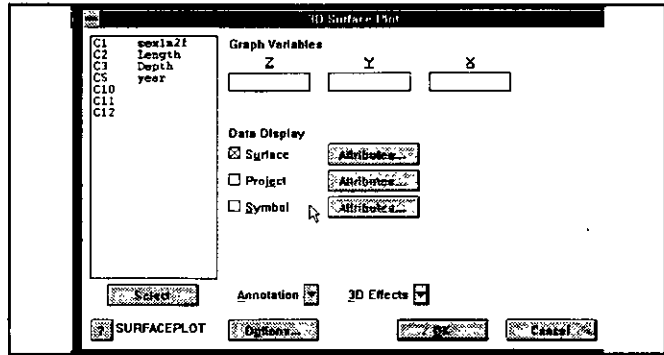 3D Surface Plot
C1 sex1m2f
C2 Length
C3 Depth
C5 year
C10
C11
C12
Graph Variables
Z Y X
Data Display
Surface Attributes...
Project Attributes...
Symbol Attributes...
Select
Annotation 3D Effects
? SURFACEPLOT Options... OK Cancel